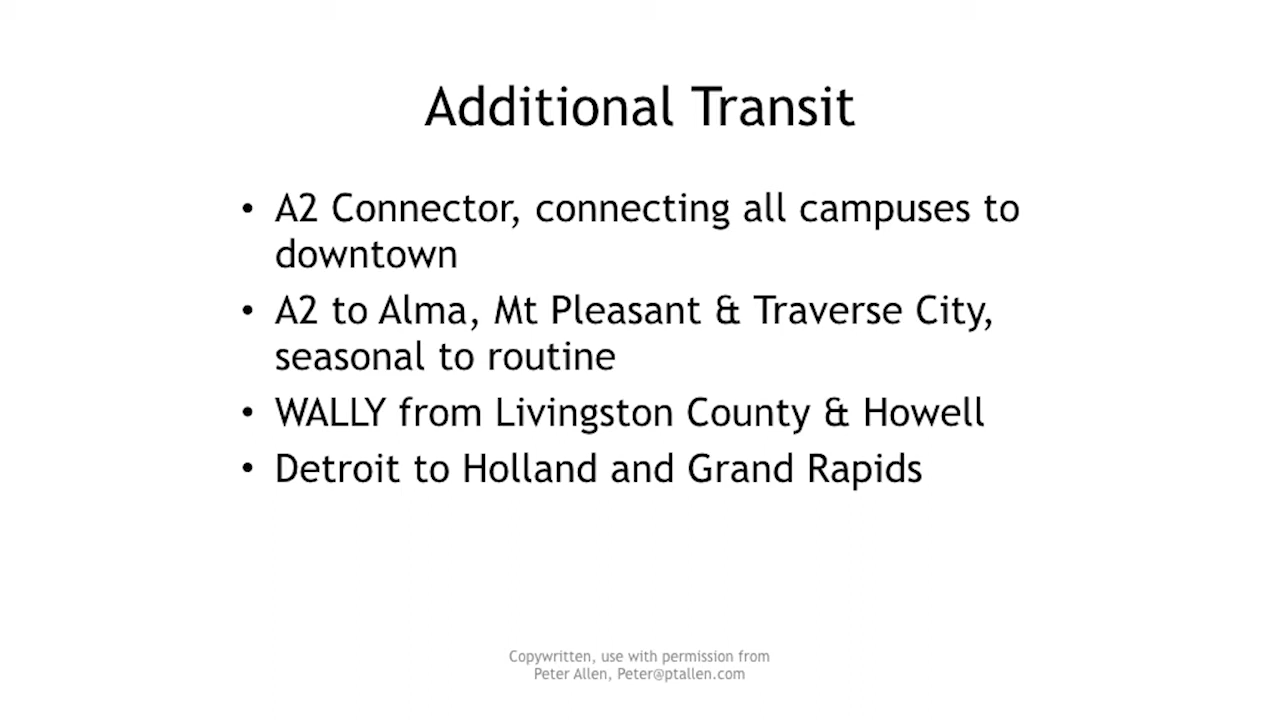 Additional Transit
• A2 Connector, connecting all campuses to
downtown
• A2 to Alma, Mt Pleasant & Traverse City,
seasonal to routine
• WALLY from Livingston County & Howell
• Detroit to Holland and Grand Rapids
Copywritten, use with permission from
Peter Allen, Peter@ptallen.com